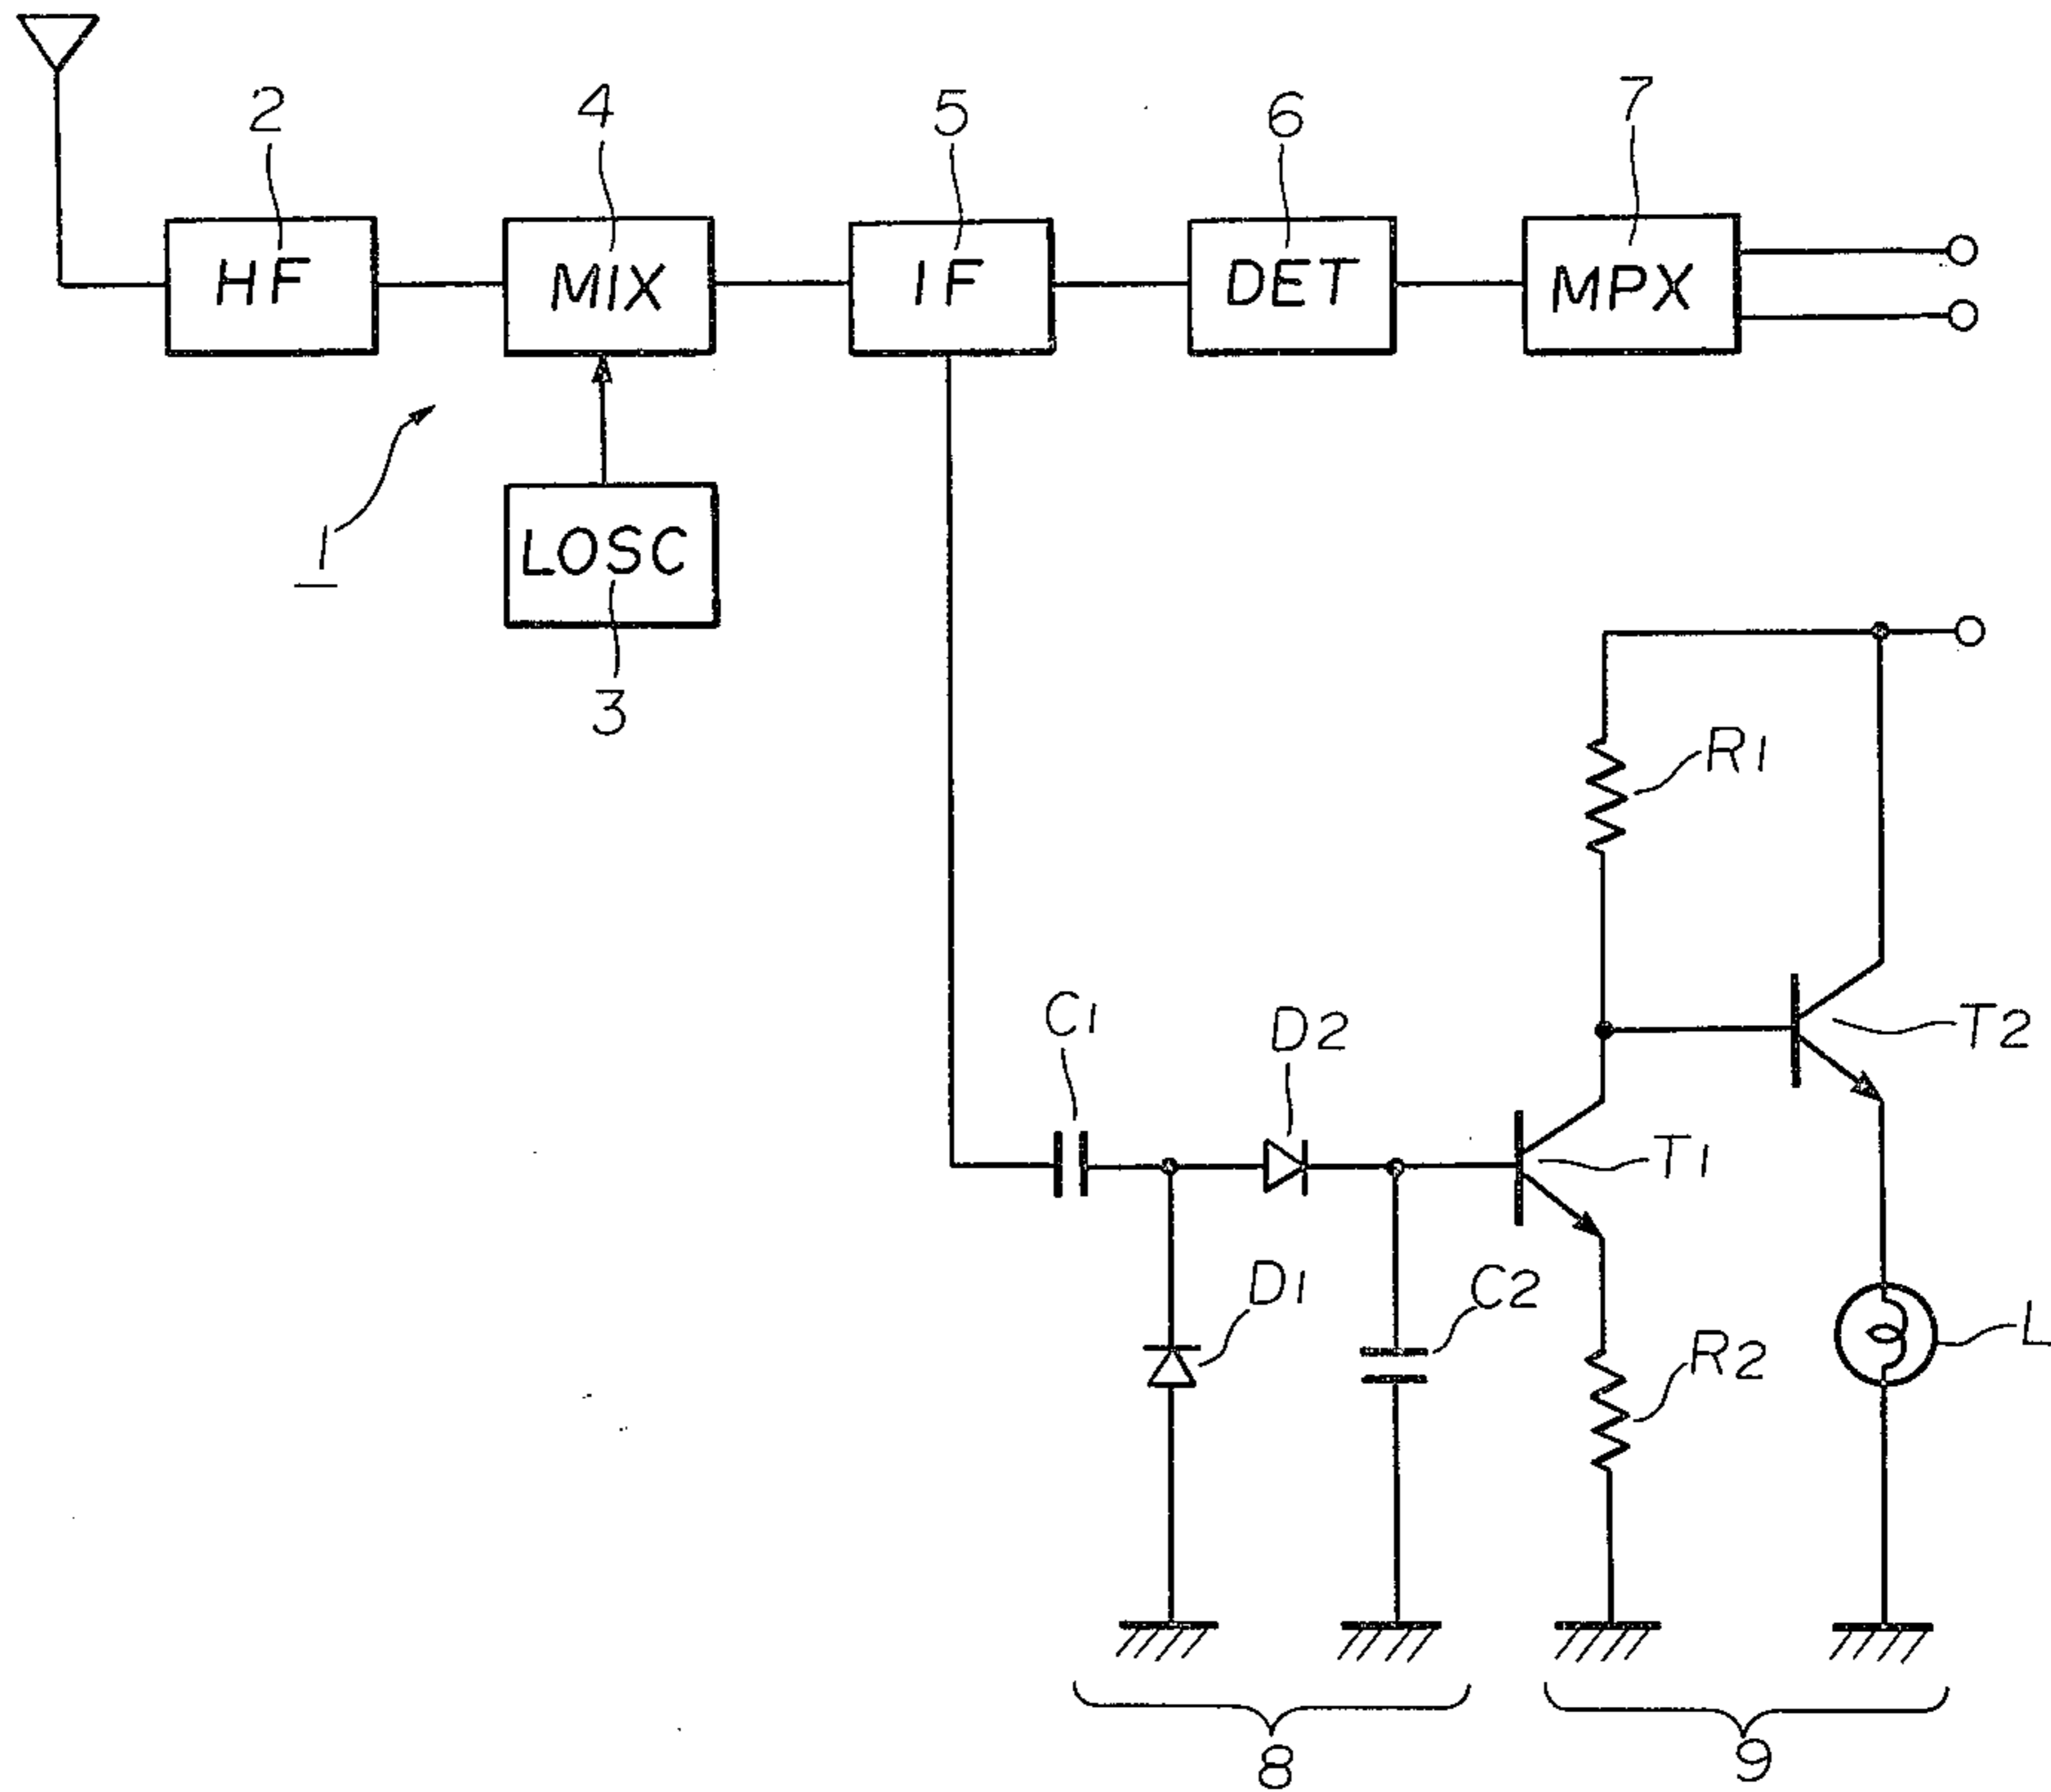 2 4 5 6 7
HF MIX IF DET MPX
1
LOSC
3
R1
C1 D2 T2
T1
D1 C2 R2 L
8 9